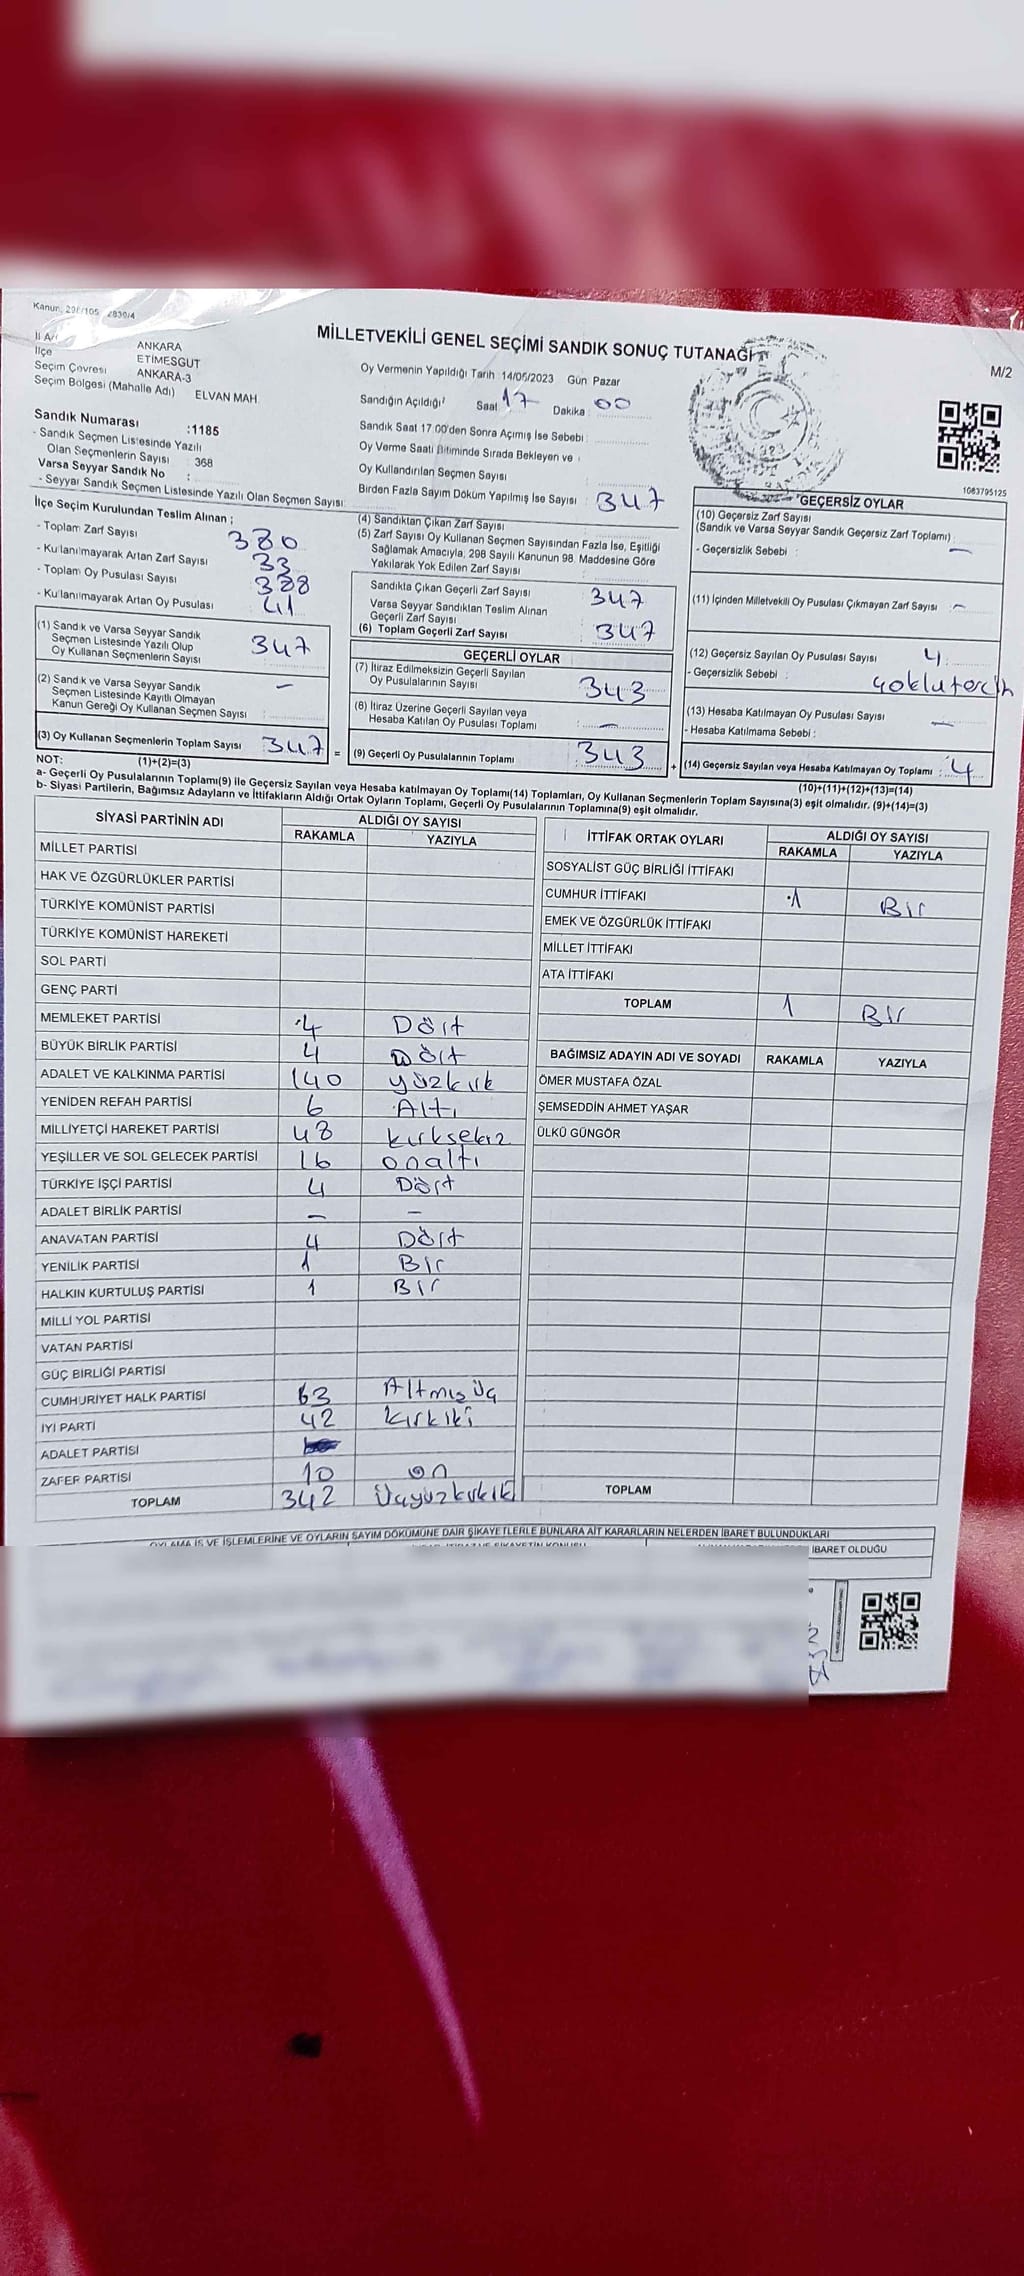 Kanun: 298/105 2839/4
MİLLETVEKİLİ GENEL SEÇİMİ SANDIK SONUÇ TUTANAĞI
M/2
İl Adı ANKARA
İlçe ETİMESGUT
Seçim Çevresi ANKARA-3
Seçim Bölgesi (Mahalle Adı) ELVAN MAH.
Sandık Numarası :1185
- Sandık Seçmen Listesinde Yazılı
Olan Seçmenlerin Sayısı : 368
Varsa Seyyar Sandık No :
- Seyyar Sandık Seçmen Listesinde Yazılı Olan Seçmen Sayısı:
Oy Vermenin Yapıldığı Tarih 14/05/2023 Gün Pazar
Sandığın Açıldığı Saat 17 Dakika 00
Sandık Saat 17.00'den Sonra Açımış İse Sebebi :
Oy Verme Saati Bitiminde Sırada Bekleyen ve
Oy Kullandırılan Seçmen Sayısı
Birden Fazla Sayım Döküm Yapılmış İse Sayısı
1083795125
İlçe Seçim Kurulundan Teslim Alınan ;
- Toplam Zarf Sayısı 380
- Kullanılmayarak Artan Zarf Sayısı 33
- Toplam Oy Pusulası Sayısı 388
- Kullanılmayarak Artan Oy Pusulası 41
(1) Sandık ve Varsa Seyyar Sandık
Seçmen Listesinde Yazılı Olup
Oy Kullanan Seçmenlerin Sayısı 347
(2) Sandık ve Varsa Seyyar Sandık
Seçmen Listesinde Kayıtlı Olmayan
Kanun Gereği Oy Kullanan Seçmen Sayısı : –
(3) Oy Kullanan Seçmenlerin Toplam Sayısı 347 =
(1)+(2)=(3)
(4) Sandıktan Çıkan Zarf Sayısı 347
(5) Zarf Sayısı Oy Kullanan Seçmen Sayısından Fazla İse, Eşitliği
Sağlamak Amacıyla, 298 Sayılı Kanunun 98. Maddesine Göre
Yakılarak Yok Edilen Zarf Sayısı
Sandıkta Çıkan Geçerli Zarf Sayısı 347
Varsa Seyyar Sandıktan Teslim Alınan
Geçerli Zarf Sayısı
(6) Toplam Geçerli Zarf Sayısı 347
GEÇERLİ OYLAR
(7) İtiraz Edilmeksizin Geçerli Sayılan
Oy Pusulalarının Sayısı 343
(8) İtiraz Üzerine Geçerli Sayılan veya
Hesaba Katılan Oy Pusulası Toplamı –
(9) Geçerli Oy Pusulalarının Toplamı 343 +
GEÇERSİZ OYLAR
(10) Geçersiz Zarf Sayısı
(Sandık ve Varsa Seyyar Sandık Geçersiz Zarf Toplamı) : –
- Geçersizlik Sebebi :
(11) İçinden Milletvekili Oy Pusulası Çıkmayan Zarf Sayısı : –
(12) Geçersiz Sayılan Oy Pusulası Sayısı 4
- Geçersizlik Sebebi : çoklu tercih
(13) Hesaba Katılmayan Oy Pusulası Sayısı –
- Hesaba Katılmama Sebebi :
(14) Geçersiz Sayılan veya Hesaba Katılmayan Oy Toplamı : 4
(10)+(11)+(12)+(13)=(14)
NOT:
a- Geçerli Oy Pusulalarının Toplamı(9) ile Geçersiz Sayılan veya Hesaba katılmayan Oy Toplamı(14) Toplamları, Oy Kullanan Seçmenlerin Toplam Sayısına(3) eşit olmalıdır. (9)+(14)=(3)
b- Siyasi Partilerin, Bağımsız Adayların ve İttifakların Aldığı Ortak Oyların Toplamı, Geçerli Oy Pusulalarının Toplamına(9) eşit olmalıdır.
SİYASİ PARTİNİN ADI ALDIĞI OY SAYISI
RAKAMLA YAZIYLA
MİLLET PARTİSİ
HAK VE ÖZGÜRLÜKLER PARTİSİ
TÜRKİYE KOMÜNİST PARTİSİ
TÜRKİYE KOMÜNİST HAREKETİ
SOL PARTİ
GENÇ PARTİ
MEMLEKET PARTİSİ 4 Dört
BÜYÜK BİRLİK PARTİSİ 4 Dört
ADALET VE KALKINMA PARTİSİ 140 yüzkırk
YENİDEN REFAH PARTİSİ 6 Altı
MİLLİYETÇİ HAREKET PARTİSİ 48 kırksekiz
YEŞİLLER VE SOL GELECEK PARTİSİ 16 onaltı
TÜRKİYE İŞÇİ PARTİSİ 4 Dört
ADALET BİRLİK PARTİSİ – –
ANAVATAN PARTİSİ 4 Dört
YENİLİK PARTİSİ 1 Bir
HALKIN KURTULUŞ PARTİSİ 1 Bir
MİLLİ YOL PARTİSİ
VATAN PARTİSİ
GÜÇ BİRLİĞİ PARTİSİ
CUMHURİYET HALK PARTİSİ 63 Altmış Üç
İYİ PARTİ 42 kırkiki
ADALET PARTİSİ
ZAFER PARTİSİ 10 on
TOPLAM 342 Üçyüzkırkiki
İTTİFAK ORTAK OYLARI ALDIĞI OY SAYISI
RAKAMLA YAZIYLA
SOSYALİST GÜÇ BİRLİĞİ İTTİFAKI
CUMHUR İTTİFAKI 1 Bir
EMEK VE ÖZGÜRLÜK İTTİFAKI
MİLLET İTTİFAKI
ATA İTTİFAKI
TOPLAM 1 Bir
BAĞIMSIZ ADAYIN ADI VE SOYADI RAKAMLA YAZIYLA
ÖMER MUSTAFA ÖZAL
ŞEMSEDDİN AHMET YAŞAR
ÜLKÜ GÜNGÖR
TOPLAM
OYLAMA İŞ VE İŞLEMLERİNE VE OYLARIN SAYIM DÖKÜMÜNE DAİR ŞİKAYETLERLE BUNLARA AİT KARARLARIN NELERDEN İBARET BULUNDUKLARI
İBARET OLDUĞU